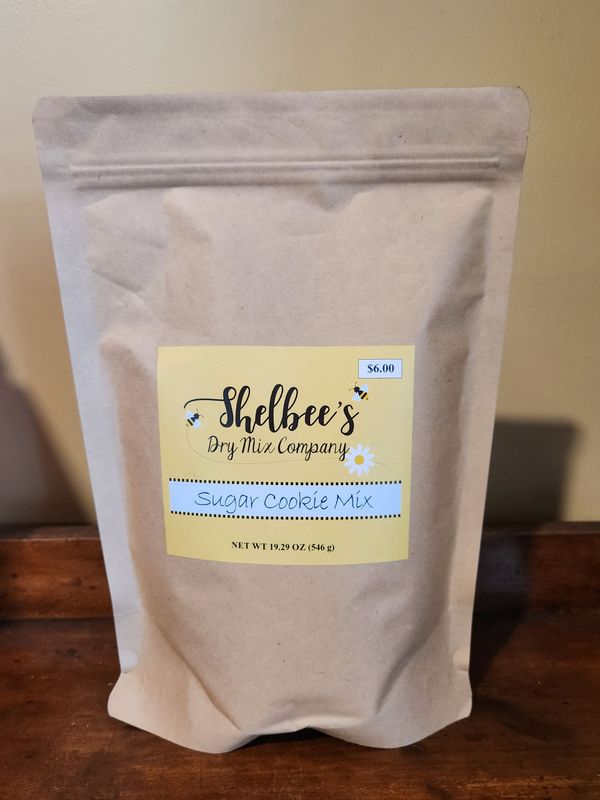 $6.00
Shelbee's
Dry Mix Company
Sugar Cookie Mix
NET WT 19.29 OZ (546 g)